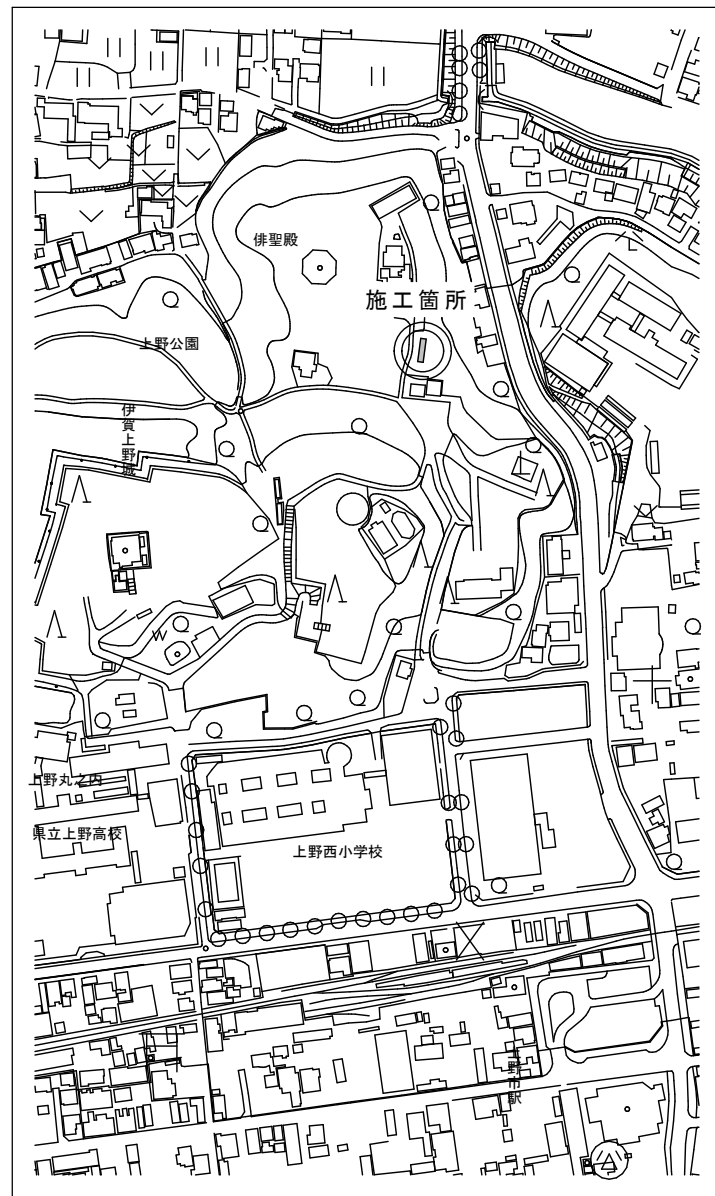 俳聖殿
施工箇所
上野公園
伊賀上野城
上野丸之内
県立上野高校
上野西小学校
上野市駅